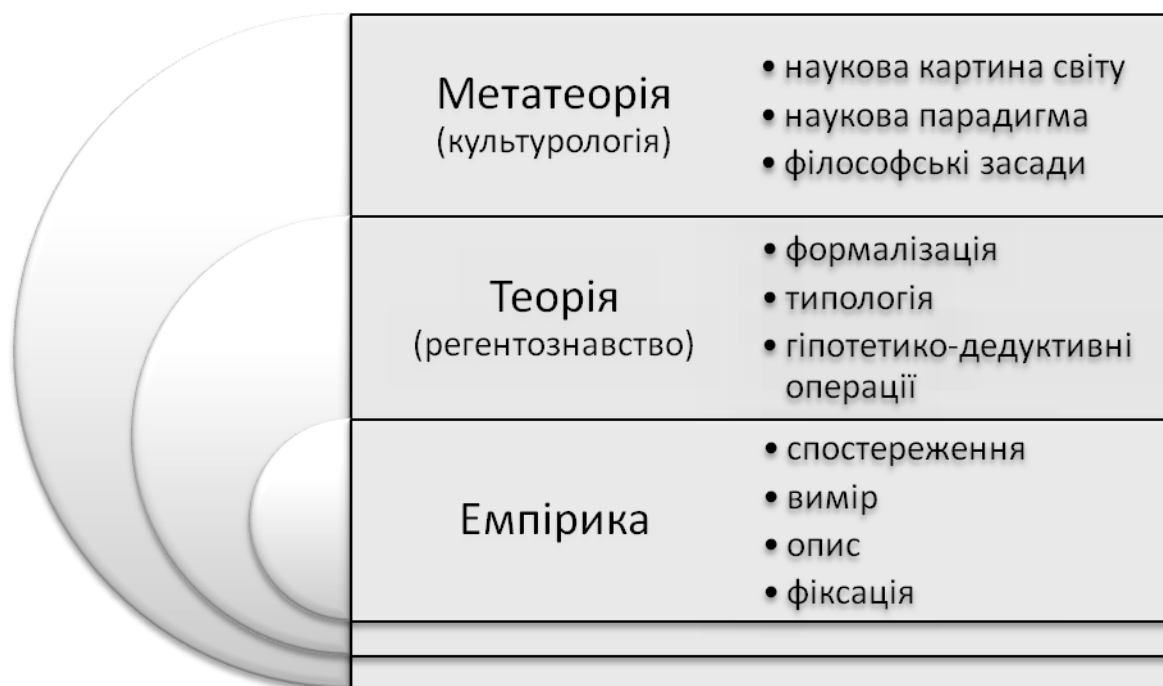 Метатеорія
(культурологія)
• наукова картина світу
• наукова парадигма
• філософські засади
Теорія
(регентознавство)
• формалізація
• типологія
• гіпотетико-дедуктивні
операції
Емпірика
• спостереження
• вимір
• опис
• фіксація